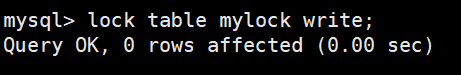 mysql> lock table mylock write;
Query OK, 0 rows affected (0.00 sec)